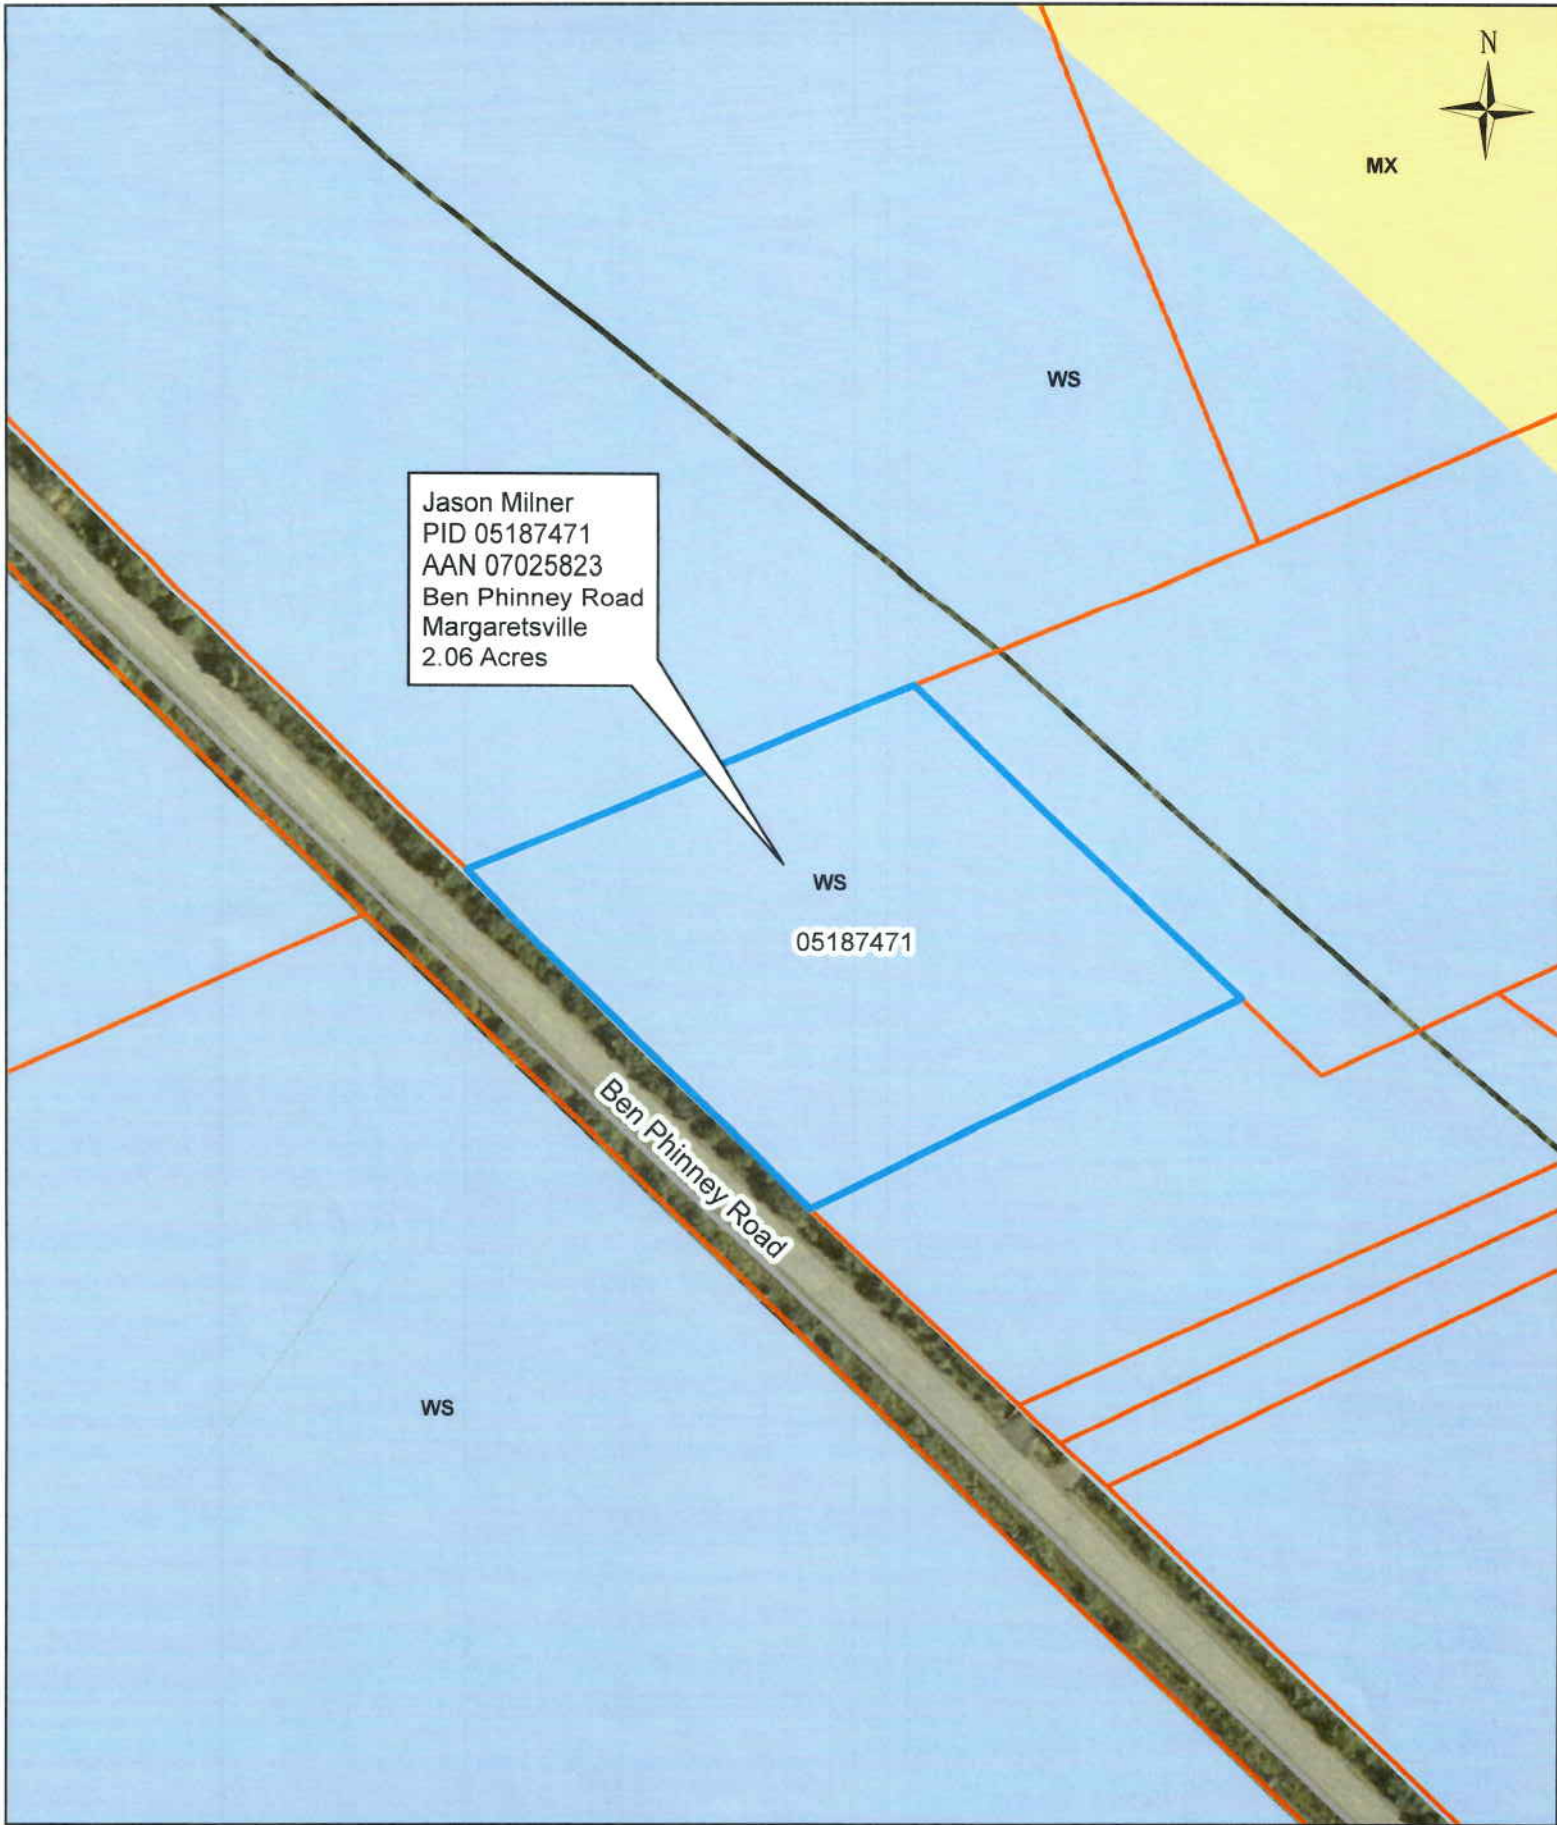 N
MX
WS
Jason Milner
PID 05187471
AAN 07025823
Ben Phinney Road
Margaretsville
2.06 Acres
WS
05187471
Ben Phinney Road
WS